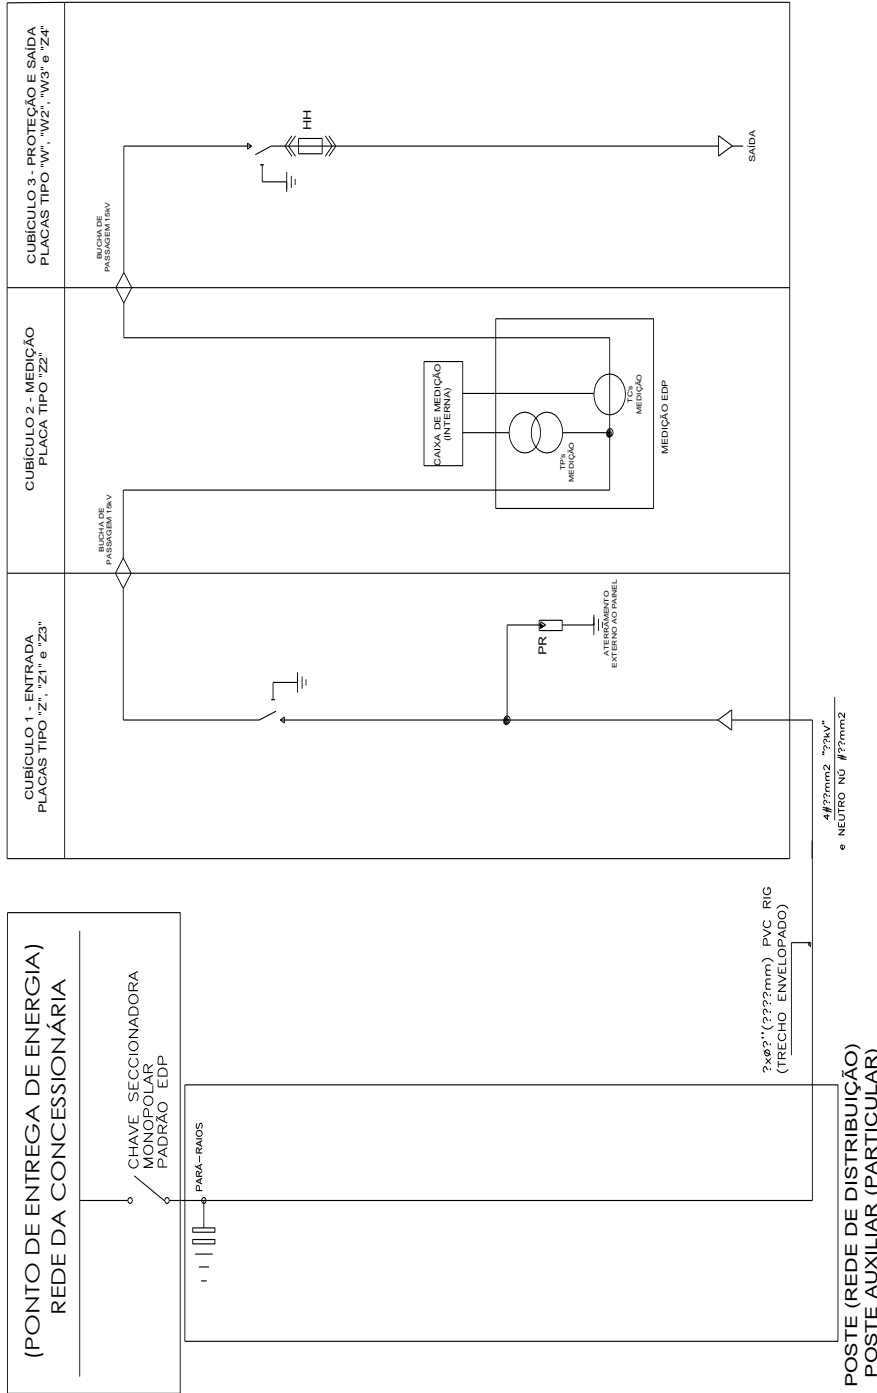 (PONTO DE ENTREGA DE ENERGIA)
REDE DA CONCESSIONÁRIA
CHAVE SECCIONADORA
MONOPOLAR
PADRÃO EDP
PARÁ-RAIOS
POSTE (REDE DE DISTRIBUIÇÃO)
POSTE AUXILIAR (PARTICULAR)
?xø?''(????mm) PVC RIG
(TRECHO ENVELOPADO)
4#??mm2 "??kV"
e NEUTRO NÚ #??mm2
CUBÍCULO 1 - ENTRADA
PLACAS TIPO "Z", "Z1" e "Z3"
PR
ATERRAMENTO
EXTERNO AO PAINEL
BUCHA DE
PASSAGEM 15kV
CUBÍCULO 2 - MEDIÇÃO
PLACA TIPO "Z2"
CAIXA DE MEDIÇÃO
(INTERNA)
TP's
MEDIÇÃO
TC's
MEDIÇÃO
MEDIÇÃO EDP
BUCHA DE
PASSAGEM 15kV
CUBÍCULO 3 - PROTEÇÃO E SAÍDA
PLACAS TIPO "W", "W2", "W3" e "Z4"
HH
SAÍDA